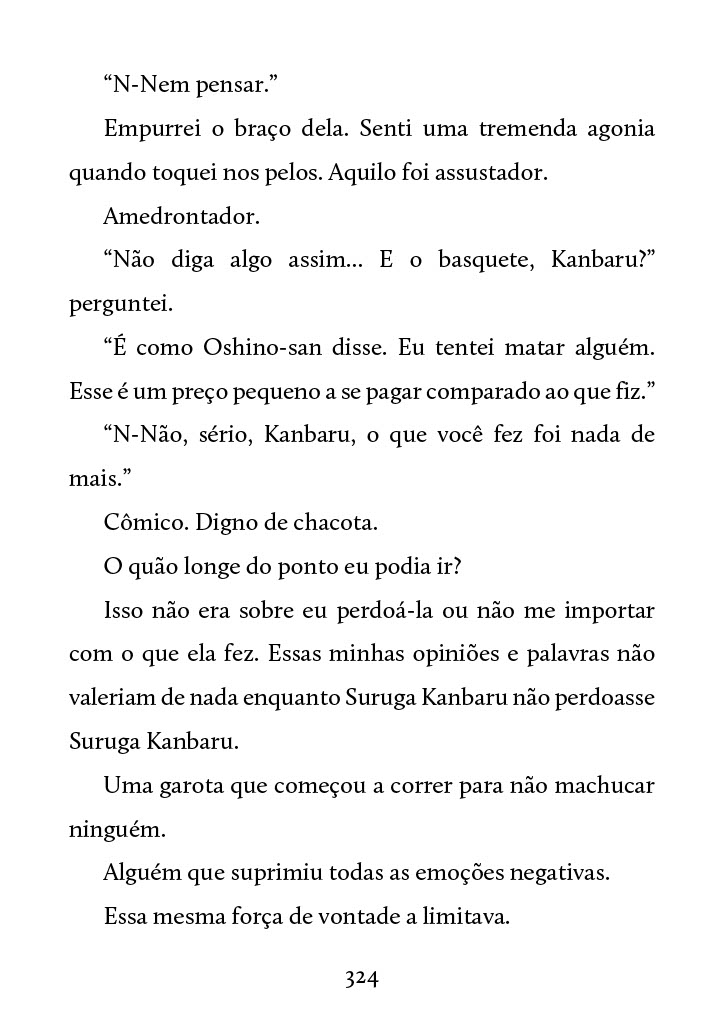 “N-Nem pensar.”
Empurrei o braço dela. Senti uma tremenda agonia
quando toquei nos pelos. Aquilo foi assustador.
Amedrontador.
“Não diga algo assim... E o basquete, Kanbaru?”
perguntei.
“É como Oshino-san disse. Eu tentei matar alguém.
Esse é um preço pequeno a se pagar comparado ao que fiz.”
“N-Não, sério, Kanbaru, o que você fez foi nada de
mais.”
Cômico. Digno de chacota.
O quão longe do ponto eu podia ir?
Isso não era sobre eu perdoá-la ou não me importar
com o que ela fez. Essas minhas opiniões e palavras não
valeriam de nada enquanto Suruga Kanbaru não perdoasse
Suruga Kanbaru.
Uma garota que começou a correr para não machucar
ninguém.
Alguém que suprimiu todas as emoções negativas.
Essa mesma força de vontade a limitava.
324